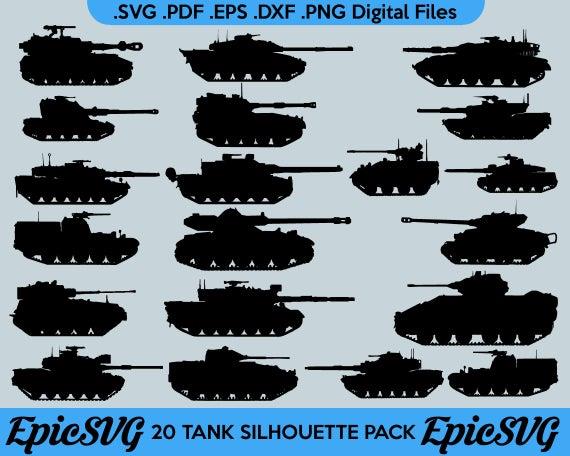 .SVG .PDF .EPS .DXF .PNG Digital Files
EpicSVG 20 TANK SILHOUETTE PACK EpicSVG